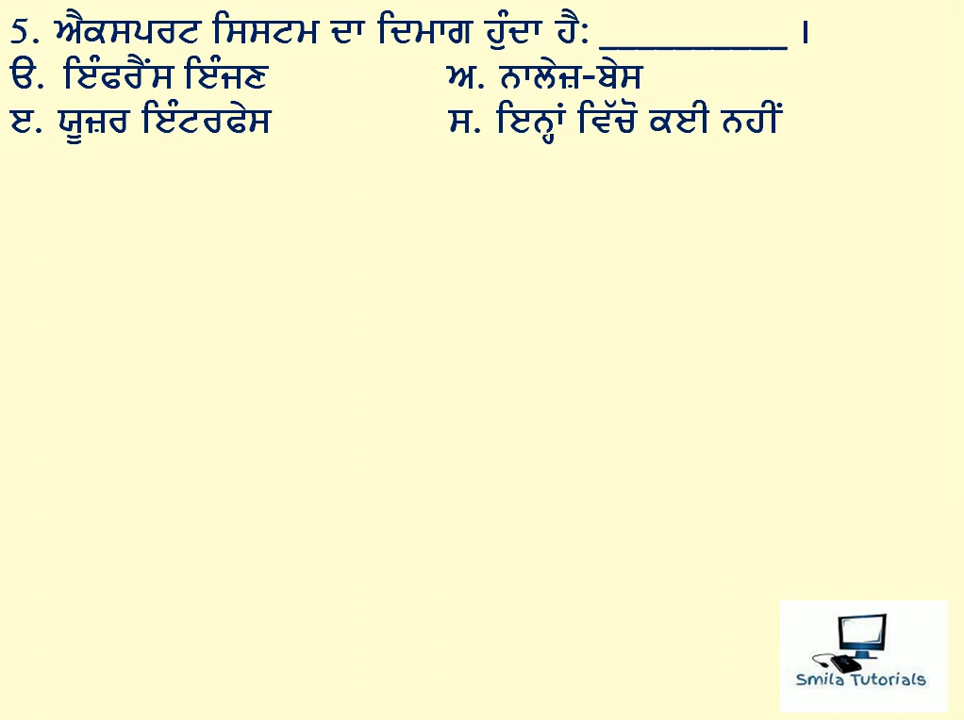 5. ਐਕਸਪਰਟ ਸਿਸਟਮ ਦਾ ਦਿਮਾਗ ਹੁੰਦਾ ਹੈ: __________ ।
ੳ. ਇੰਫਰੈਂਸ ਇੰਜਣ ਅ. ਨਾਲੇਜ਼-ਬੇਸ
ੲ. ਯੂਜ਼ਰ ਇੰਟਰਫੇਸ ਸ. ਇਨ੍ਹਾਂ ਵਿੱਚੋ ਕਈ ਨਹੀਂ
Smila Tutorials